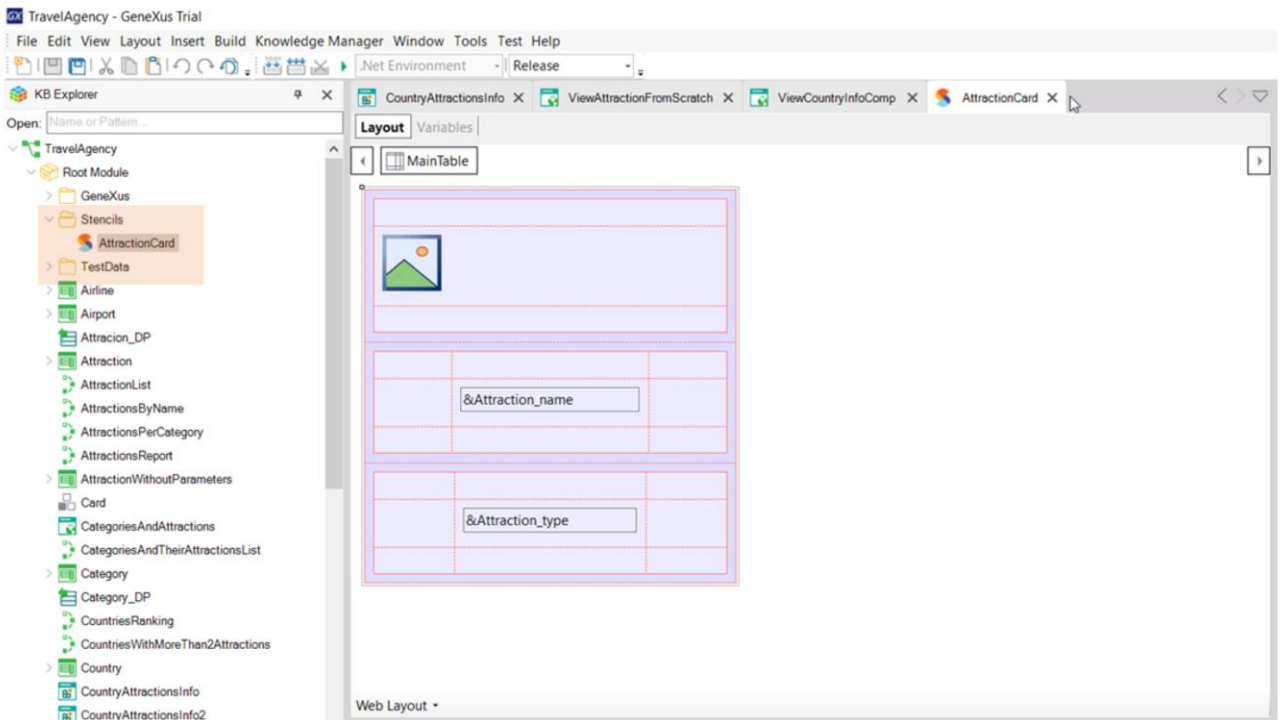 TravelAgency - GeneXus Trial
File Edit View Layout Insert Build Knowledge Manager Window Tools Test Help
.Net Environment Release
KB Explorer
Open: Name or Pattern...
TravelAgency
Root Module
GeneXus
Stencils
AttractionCard
TestData
Airline
Airport
Attracion_DP
Attraction
AttractionList
AttractionsByName
AttractionsPerCategory
AttractionsReport
AttractionWithoutParameters
Card
CategoriesAndAttractions
CategoriesAndTheirAttractionsList
Category
Category_DP
CountriesRanking
CountriesWithMoreThan2Attractions
Country
CountryAttractionsInfo
CountryAttractionsInfo2
CountryAttractionsInfo ViewAttractionFromScratch ViewCountryInfoComp AttractionCard
Layout Variables
MainTable
&Attraction_name
&Attraction_type
Web Layout